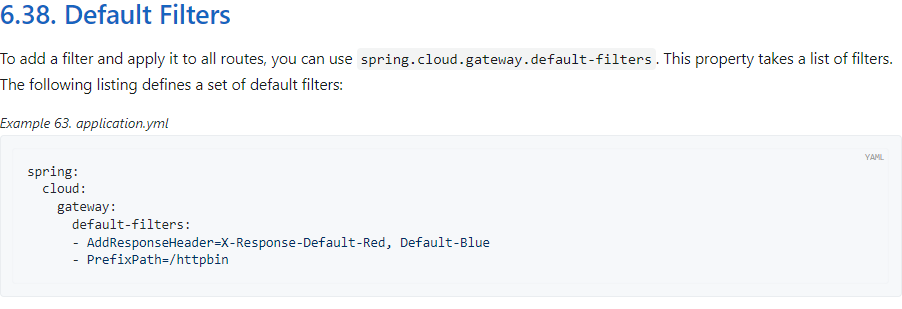 6.38. Default Filters
To add a filter and apply it to all routes, you can use spring.cloud.gateway.default-filters. This property takes a list of filters.
The following listing defines a set of default filters:
Example 63. application.yml
YAML
spring:
  cloud:
    gateway:
      default-filters:
      - AddResponseHeader=X-Response-Default-Red, Default-Blue
      - PrefixPath=/httpbin